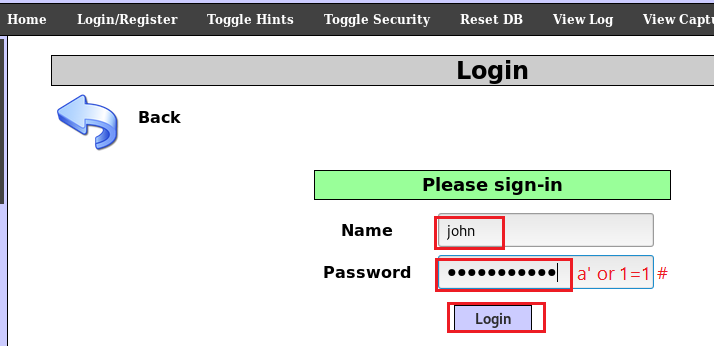 Home Login/Register Toggle Hints Toggle Security Reset DB View Log View Captu
Login
Back
Please sign-in
Name john
Password ●●●●●●●●●●● a' or 1=1 #
Login